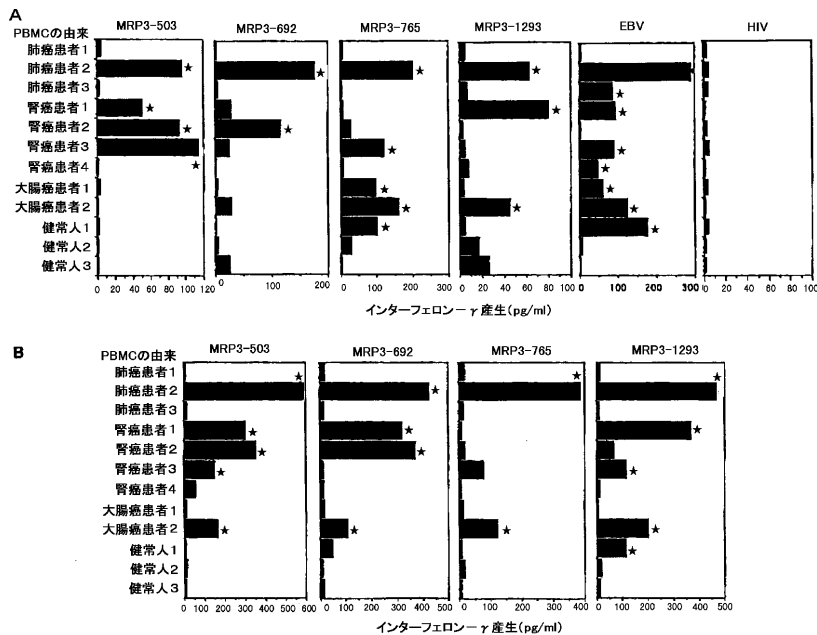 A
PBMCの由来
MRP3-503 MRP3-692 MRP3-765 MRP3-1293 EBV HIV
肺癌患者1
肺癌患者2 ★ ★ ★ ★
肺癌患者3 ★
腎癌患者1 ★ ★ ★
腎癌患者2 ★ ★
腎癌患者3 ★ ★
腎癌患者4 ★ ★
大腸癌患者1 ★ ★
大腸癌患者2 ★ ★ ★
健常人1 ★ ★
健常人2
健常人3
0 20 40 60 80 100 120 0 100 200 0 100 200 300 0 20 40 60 80 100 0 100 200 300 0 20 40 60 80 100
インターフェロン-γ産生(pg/ml)
B
PBMCの由来
MRP3-503 MRP3-692 MRP3-765 MRP3-1293
肺癌患者1 ★ ★ ★
肺癌患者2 ★
肺癌患者3
腎癌患者1 ★ ★ ★
腎癌患者2 ★ ★
腎癌患者3 ★ ★
腎癌患者4
大腸癌患者1
大腸癌患者2 ★ ★ ★ ★
健常人1 ★
健常人2
健常人3
0 100 200 300 400 500 600 0 100 200 300 400 500 0 100 200 300 400 0 100 200 300 400 500
インターフェロン-γ産生(pg/ml)